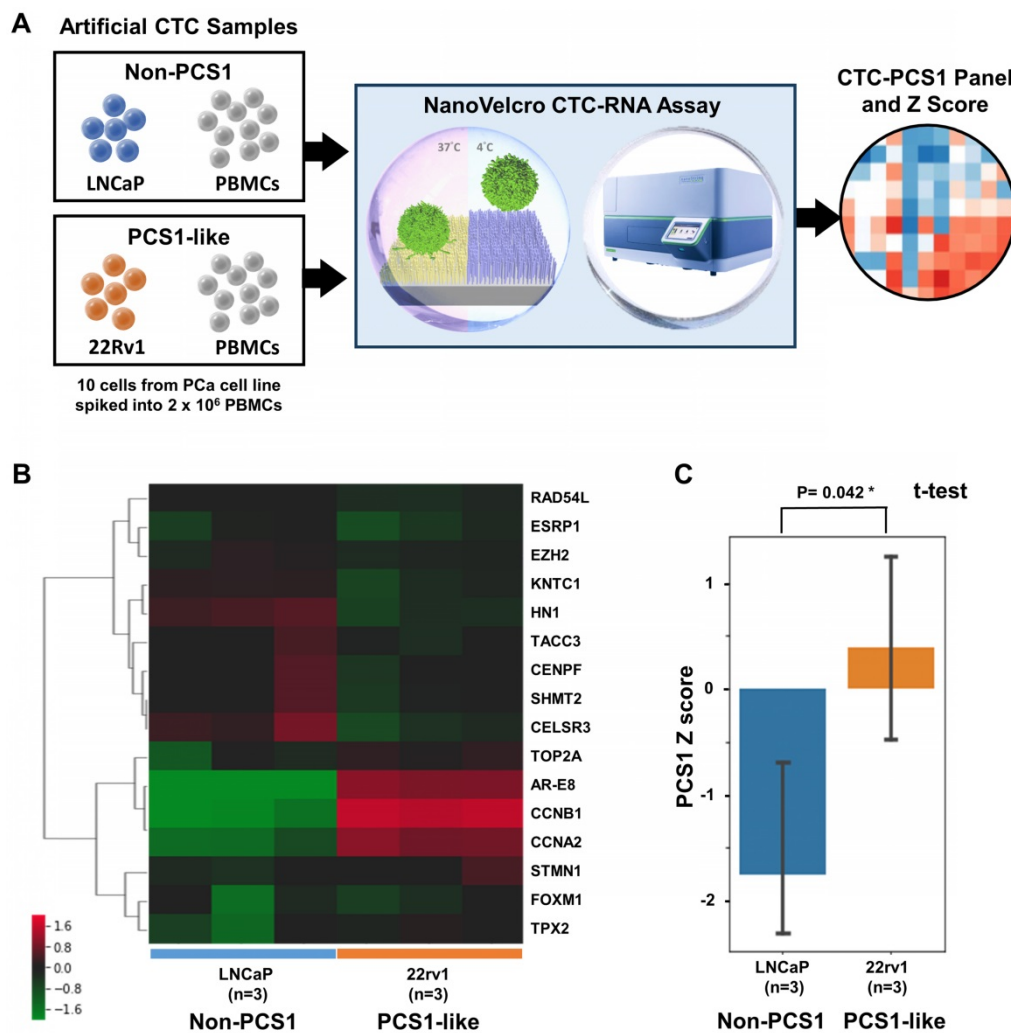 A
Artificial CTC Samples
Non-PCS1
LNCaP
PBMCs
PCS1-like
22Rv1
PBMCs
10 cells from PCa cell line
spiked into 2 x 10⁶ PBMCs
NanoVelcro CTC-RNA Assay
37°C
4°C
CTC-PCS1 Panel
and Z Score
B
RAD54L
ESRP1
EZH2
KNTC1
HN1
TACC3
CENPF
SHMT2
CELSR3
TOP2A
AR-E8
CCNB1
CCNA2
STMN1
FOXM1
TPX2
1.6
0.8
0.0
−0.8
−1.6
LNCaP
(n=3)
Non-PCS1
22rv1
(n=3)
PCS1-like
C
P= 0.042 *
t-test
PCS1 Z score
1
0
-1
-2
LNCaP
(n=3)
Non-PCS1
22rv1
(n=3)
PCS1-like